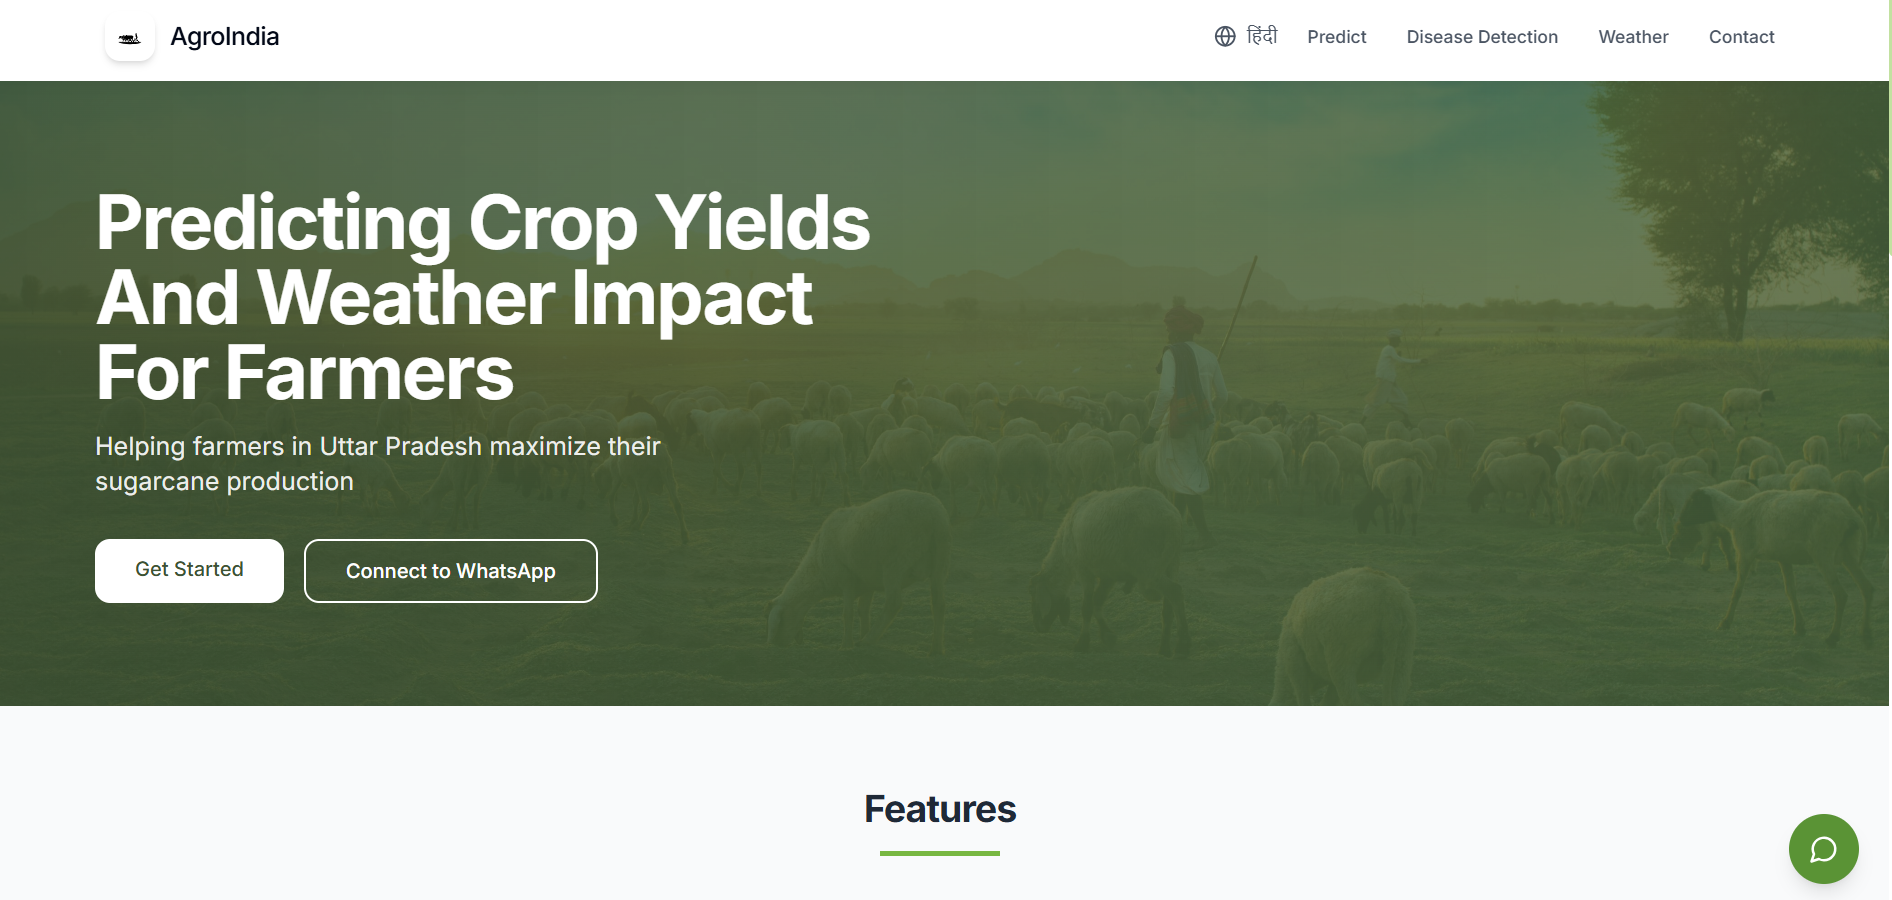 AgroIndia
हिंदी
Predict
Disease Detection
Weather
Contact
Predicting Crop Yields
And Weather Impact
For Farmers
Helping farmers in Uttar Pradesh maximize their
sugarcane production
Get Started
Connect to WhatsApp
Features